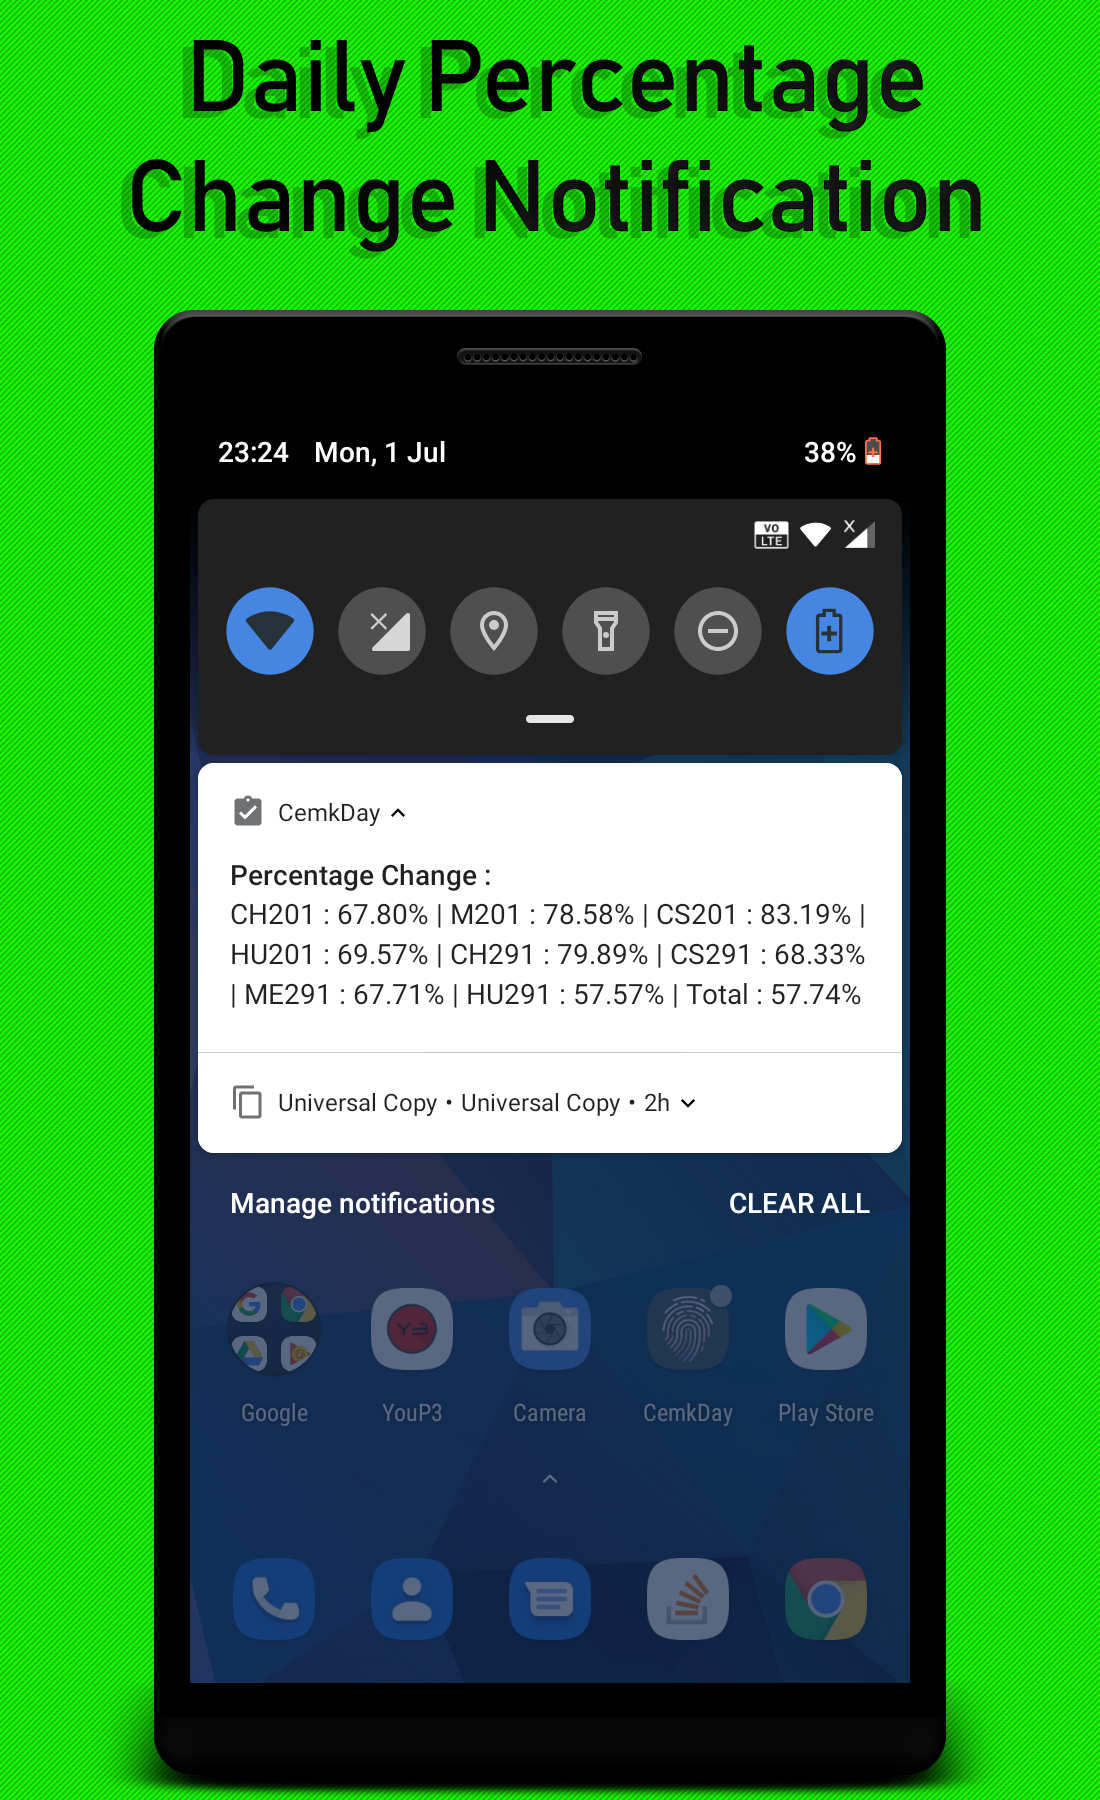 Daily Percentage
Change Notification
23:24 Mon, 1 Jul 38%
VO
LTE
CemkDay
Percentage Change :
CH201 : 67.80% | M201 : 78.58% | CS201 : 83.19% |
HU201 : 69.57% | CH291 : 79.89% | CS291 : 68.33%
| ME291 : 67.71% | HU291 : 57.57% | Total : 57.74%
Universal Copy • Universal Copy • 2h
Manage notifications CLEAR ALL
Y3
Google YouP3 Camera CemkDay Play Store